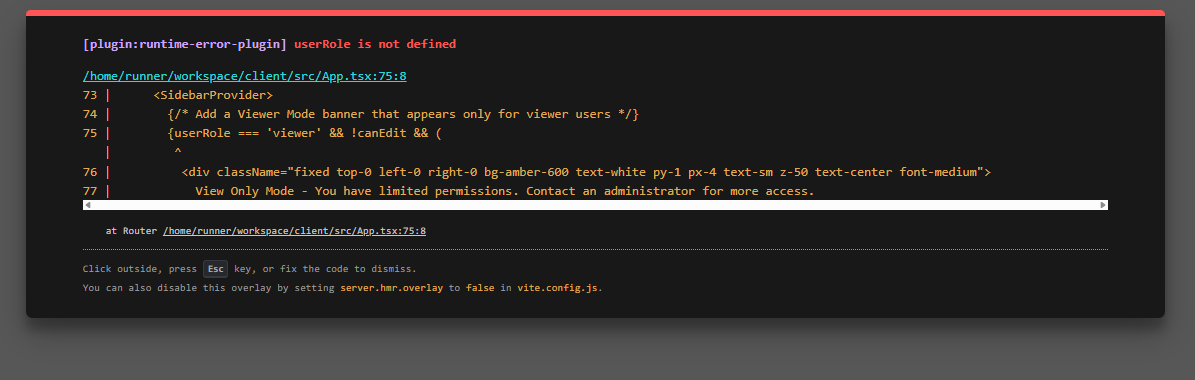 [plugin:runtime-error-plugin] userRole is not defined
/home/runner/workspace/client/src/App.tsx:75:8
73 |      <SidebarProvider>
74 |        {/* Add a Viewer Mode banner that appears only for viewer users */}
75 |        {userRole === 'viewer' && !canEdit && (
   |         ^
76 |          <div className="fixed top-0 left-0 right-0 bg-amber-600 text-white py-1 px-4 text-sm z-50 text-center font-medium">
77 |            View Only Mode - You have limited permissions. Contact an administrator for more access.
at Router /home/runner/workspace/client/src/App.tsx:75:8
Click outside, press Esc key, or fix the code to dismiss.
You can also disable this overlay by setting server.hmr.overlay to false in vite.config.js.